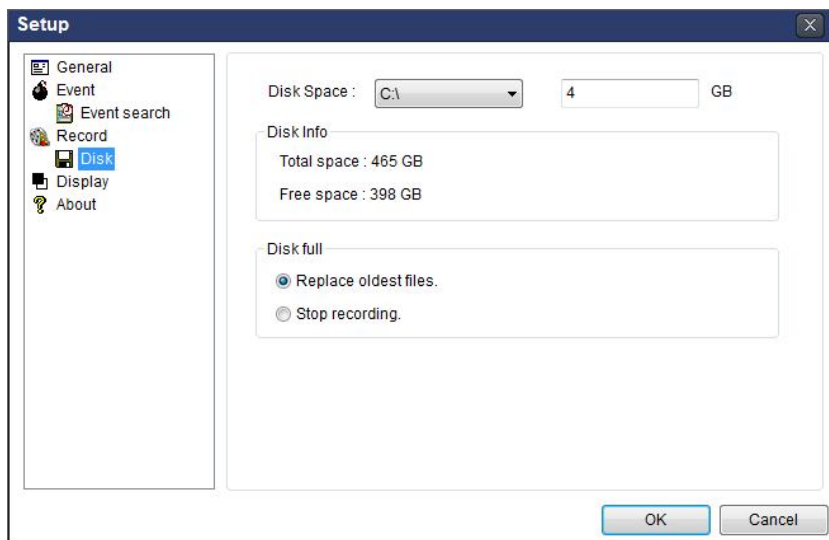 Setup
General
Event
Event search
Record
Disk
Display
About
Disk Space : C:\ 4 GB
Disk Info
Total space : 465 GB
Free space : 398 GB
Disk full
Replace oldest files.
Stop recording.
OK Cancel